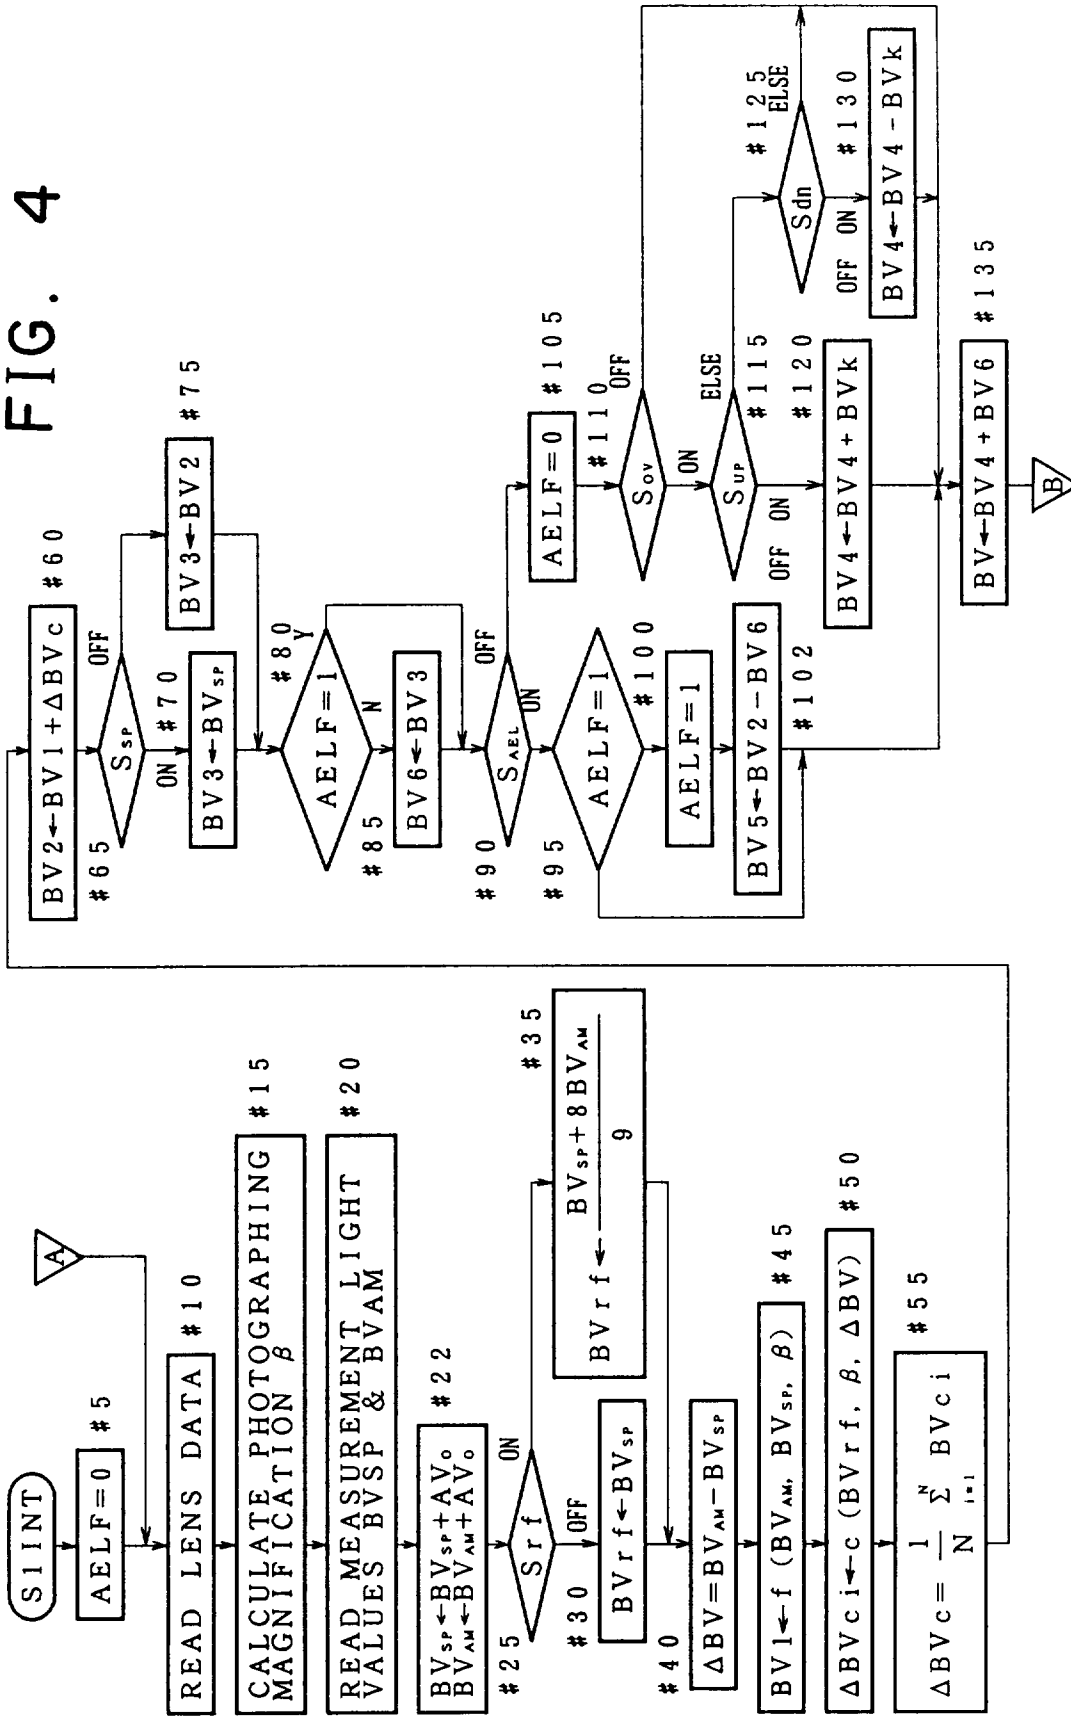 FIG. 4
S1INT
AELF=0 #5
A
READ LENS DATA #10
CALCULATE PHOTOGRAPHING
MAGNIFICATION β #15
READ MEASUREMENT LIGHT
VALUES BVSP & BVAM #20
BVSP←BVSP+AVo
BVAM←BVAM+AVo #22
#25 Srf ON
OFF
#30 BVrf←BVSP
BVrf← BVSP+8BVAM #35
9
#40 ΔBV=BVAM−BVSP
BV1←f (BVAM, BVSP, β) #45
ΔBVci←c (BVrf, β, ΔBV) #50
ΔBVc= 1/N N Σ i=1 BVci #55
BV2←BV1+ΔBVc #60
#65 SSP OFF
ON #70
BV3←BVSP
BV3←BV2 #75
#80 Y
AELF=1
#85 N
BV6←BV3
#90 SAEL OFF
ON
#95 AELF=1
AELF=1 #100
BV5←BV2−BV6
#102
AELF=0 #105
#110
SOV OFF
ON
SUP ELSE
#115
OFF ON #120
BV4←BV4+BVk
#125
Sdn ELSE
OFF ON #130
BV4←BV4−BVk
BV←BV4+BV6 #135
B